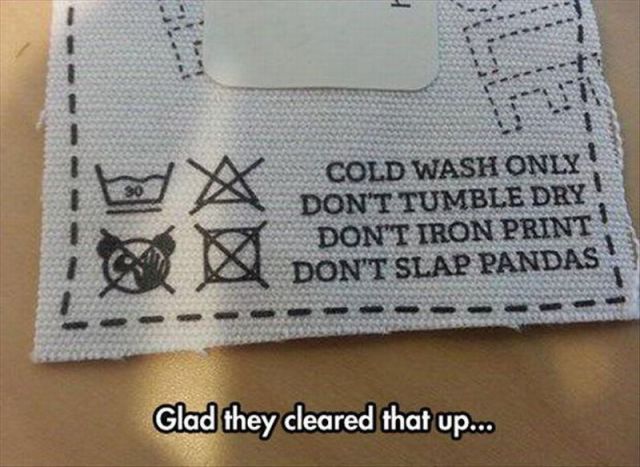 30
COLD WASH ONLY
DON'T TUMBLE DRY
DON'T IRON PRINT
DON'T SLAP PANDAS
Glad they cleared that up...